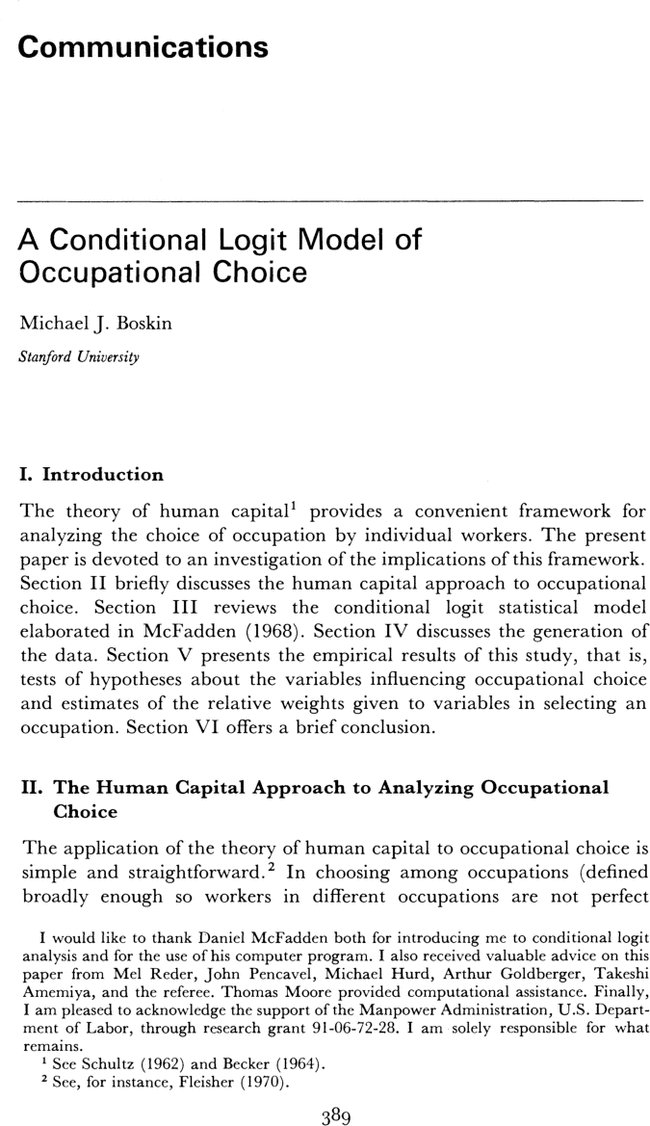 Communications
A Conditional Logit Model of
Occupational Choice
Michael J. Boskin
Stanford University
I. Introduction
The theory of human capital¹ provides a convenient framework for
analyzing the choice of occupation by individual workers. The present
paper is devoted to an investigation of the implications of this framework.
Section II briefly discusses the human capital approach to occupational
choice. Section III reviews the conditional logit statistical model
elaborated in McFadden (1968). Section IV discusses the generation of
the data. Section V presents the empirical results of this study, that is,
tests of hypotheses about the variables influencing occupational choice
and estimates of the relative weights given to variables in selecting an
occupation. Section VI offers a brief conclusion.
II. The Human Capital Approach to Analyzing Occupational
Choice
The application of the theory of human capital to occupational choice is
simple and straightforward.² In choosing among occupations (defined
broadly enough so workers in different occupations are not perfect
I would like to thank Daniel McFadden both for introducing me to conditional logit
analysis and for the use of his computer program. I also received valuable advice on this
paper from Mel Reder, John Pencavel, Michael Hurd, Arthur Goldberger, Takeshi
Amemiya, and the referee. Thomas Moore provided computational assistance. Finally,
I am pleased to acknowledge the support of the Manpower Administration, U.S. Depart-
ment of Labor, through research grant 91-06-72-28. I am solely responsible for what
remains.
¹ See Schultz (1962) and Becker (1964).
² See, for instance, Fleisher (1970).
389